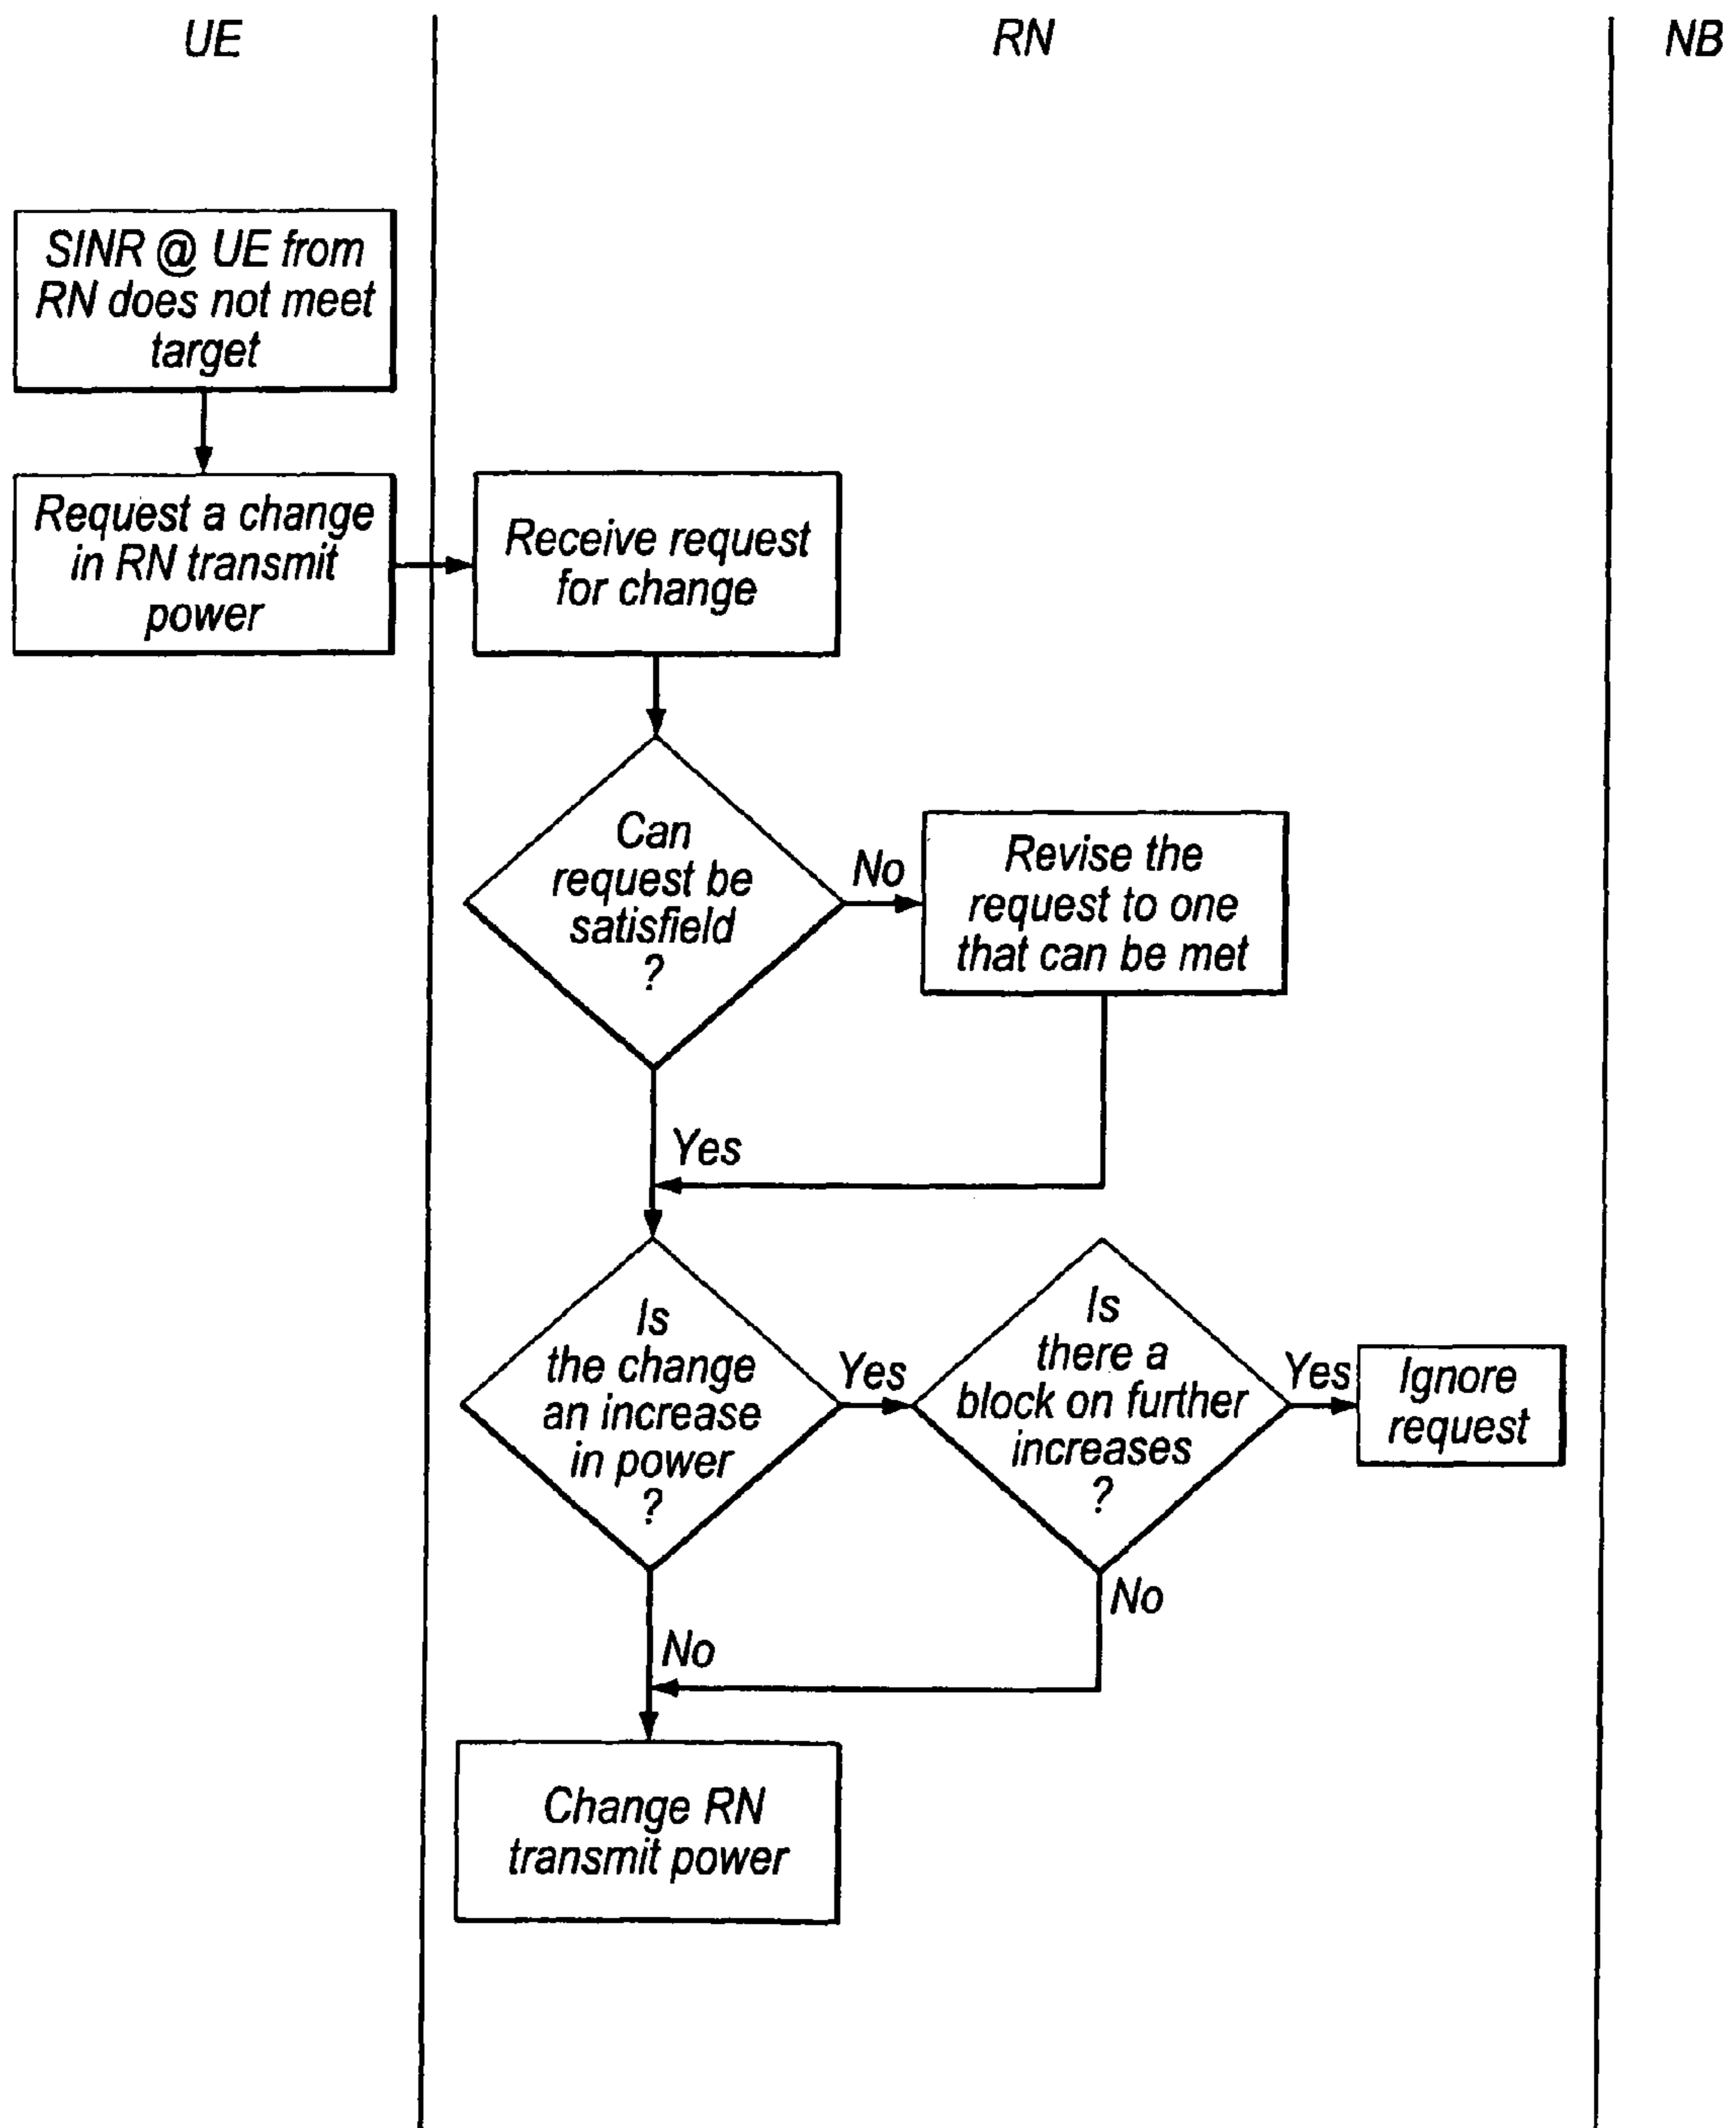 UE
RN
NB
SINR @ UE from
RN does not meet
target
Request a change
in RN transmit
power
Receive request
for change
Can
request be
satisfield
?
No
Revise the
request to one
that can be met
Yes
Is
the change
an increase
in power
?
Yes
Is
there a
block on further
increases
?
Yes
Ignore
request
No
No
Change RN
transmit power